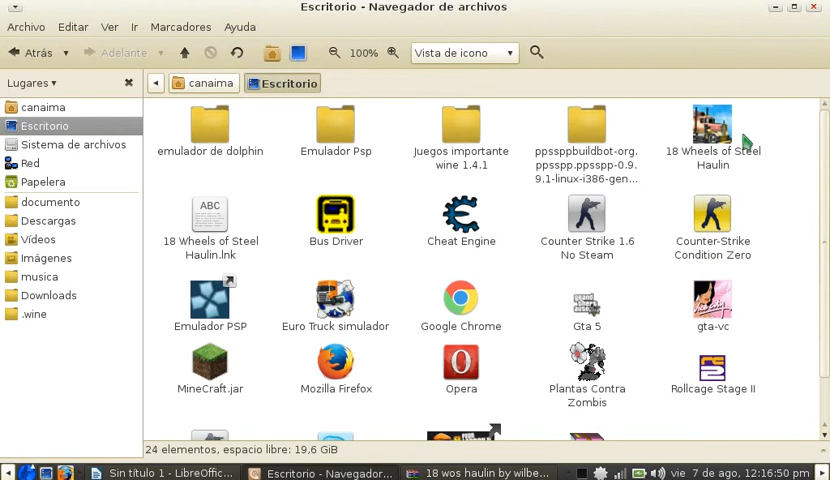 Escritorio - Navegador de archivos
Archivo Editar Ver Ir Marcadores Ayuda
Atrás Adelante 100% Vista de icono
Lugares canaima Escritorio
canaima
Escritorio
Sistema de archivos
Red
Papelera
documento
Descargas
Vídeos
Imágenes
musica
Downloads
.wine
emulador de dolphin
Emulador Psp
Juegos importante
wine 1.4.1
ppssppbuildbot-org.
ppsspp.ppsspp-0.9.
9.1-linux-i386-gen...
18 Wheels of Steel
Haulin
ABC
18 Wheels of Steel
Haulin.lnk
Bus Driver
Cheat Engine
Counter Strike 1.6
No Steam
Counter-Strike
Condition Zero
Emulador PSP
Euro Truck simulador
Google Chrome
Gta 5
gta-vc
MineCraft.jar
Mozilla Firefox
Opera
Plantas Contra
Zombis
Rollcage Stage II
24 elementos, espacio libre: 19,6 GiB
Sin título 1 - LibreOffic... Escritorio - Navegador... 18 wos haulin by wilbe... vie 7 de ago, 12:16:50 pm